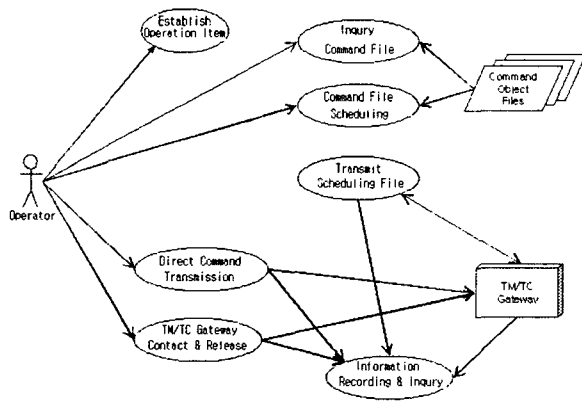 Establish
Operation Item
Inqury
Command File
Command File
Scheduling
Command
Object
Files
Operator
Transmit
Scheduling File
Direct Command
Transmission
TM/TC
Gateway
TM/TC Gateway
Contact & Release
Information
Recording & Inqury